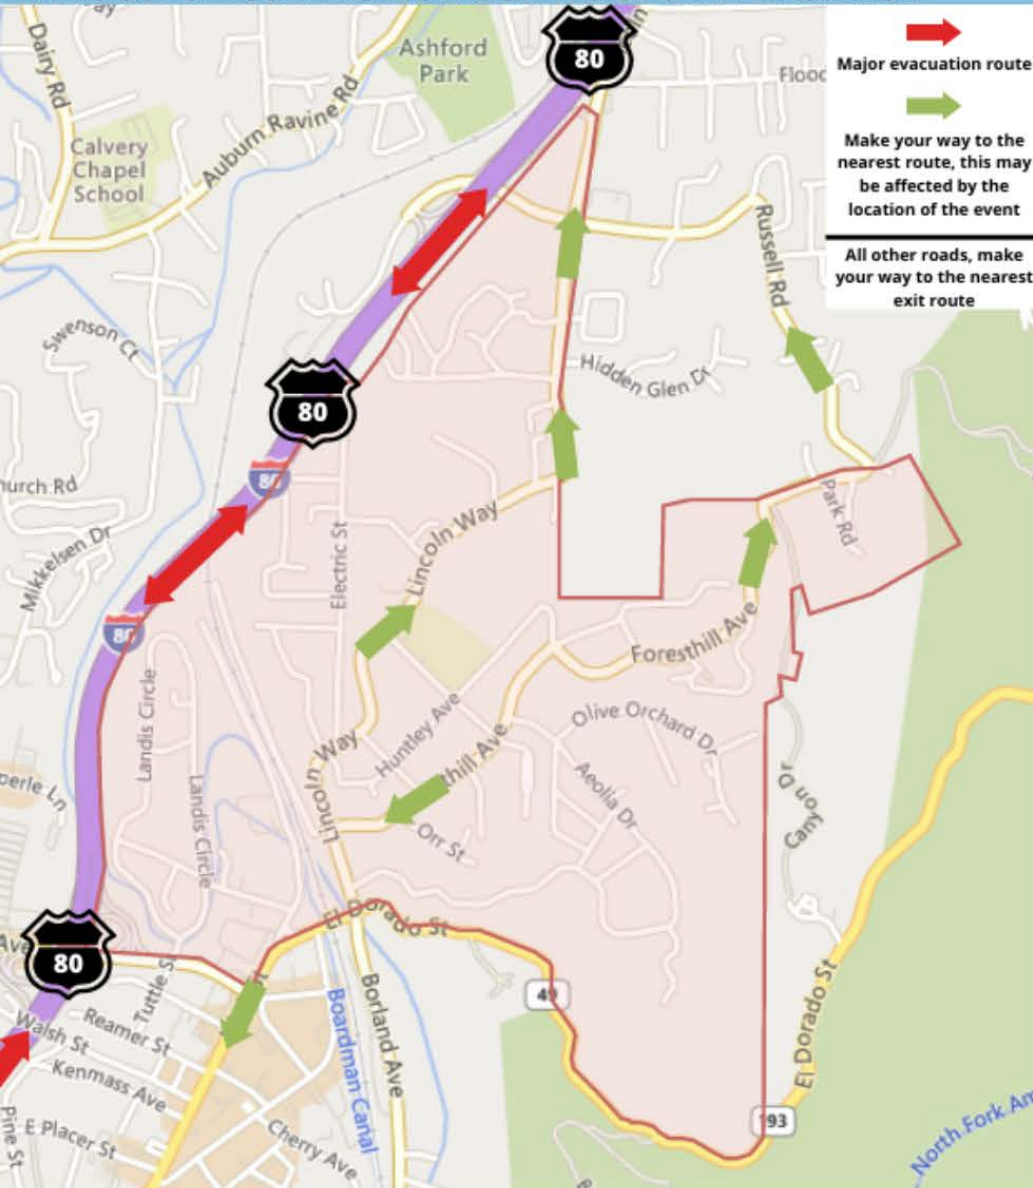 80
Dairy Rd
Ashford
Park
Auburn Ravine Rd
Calvery
Chapel
School
Major evacuation route
Make your way to the
nearest route, this may
be affected by the
location of the event
All other roads, make
your way to the nearest
exit route
Russell Rd
Swenson Ct
Hidden Glen Dr
80
80
Mikkelsen Dr
Electric St
Lincoln Way
Park Rd
80
Foresthill Ave
Landis Circle
Huntley Ave
Olive Orchard Dr
Lincoln Way
thill Ave
Landis Circle
Aeolia Dr
Canyon Dr
Orr St
El Dorado St
80
Tuttle St
49
Walsh St
Reamer St
Boardman Canal
Borland Ave
El Dorado St
Kenmass Ave
193
Pine St
E Placer St
Cherry Ave
North Fork Am